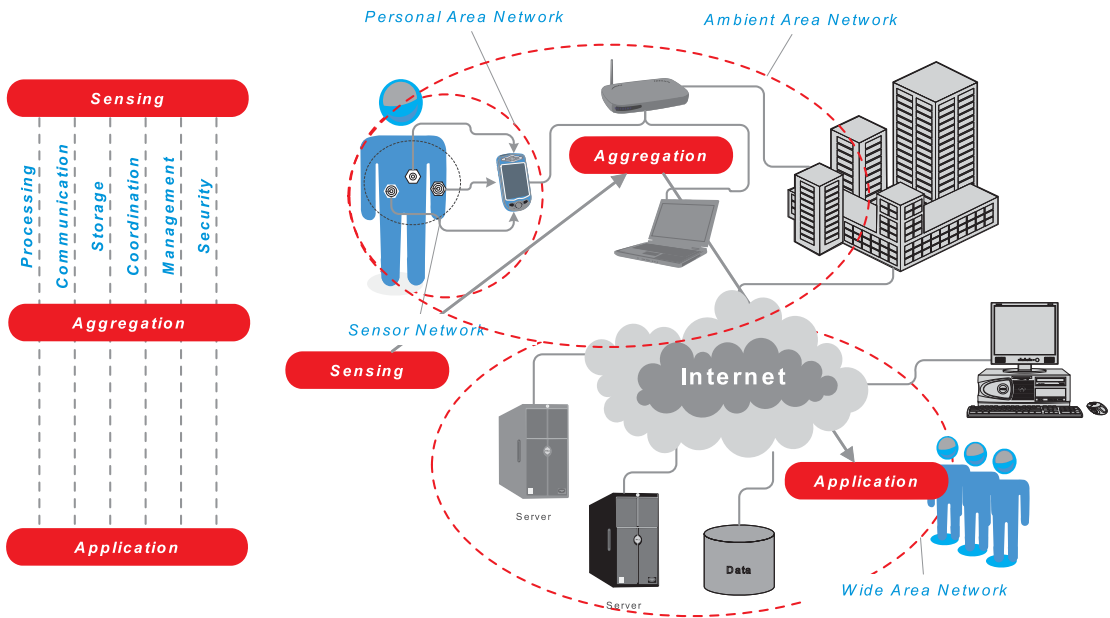 Personal Area Network
Ambient Area Network
Sensing
Processing
Communication
Storage
Coordination
Management
Security
Aggregation
Application
Aggregation
Sensor Network
Sensing
Internet
Application
Server
Server
Data
Wide Area Network